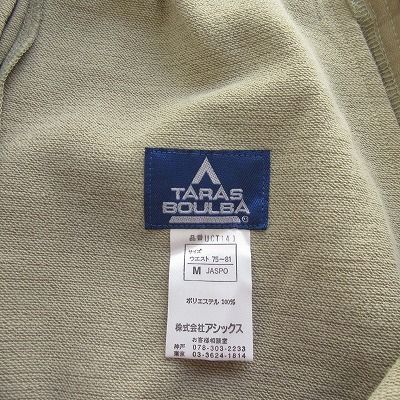 TARAS
BOULBA
品番UCT141
サイズ
ウエスト 75~81
M JASPO
ポリエステル 100%
株式会社アシックス
お客様相談室
神戸 078-303-2233
東京 03-3624-1814